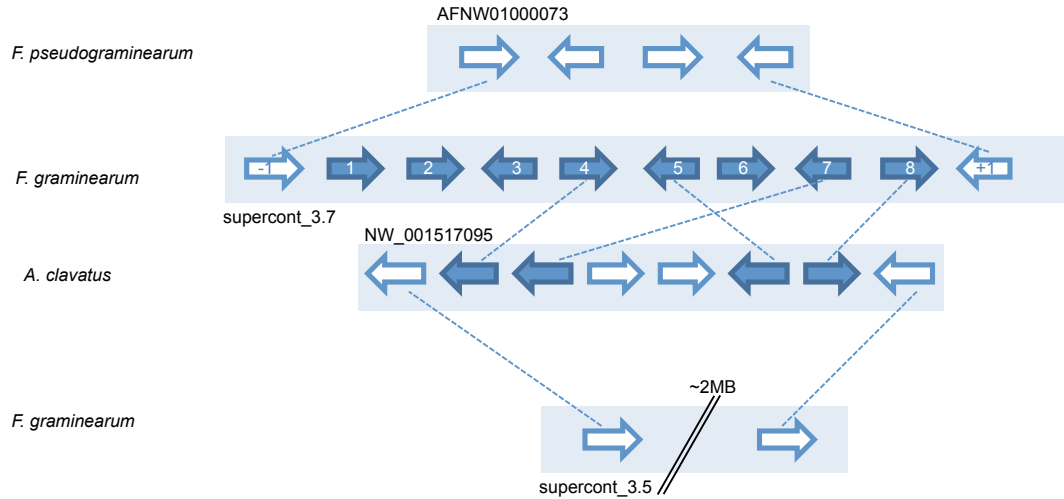 AFNW01000073
F. pseudograminearum
F. graminearum
-1 1 2 3 4 5 6 7 8 +1
supercont_3.7
NW_001517095
A. clavatus
~2MB
F. graminearum
supercont_3.5